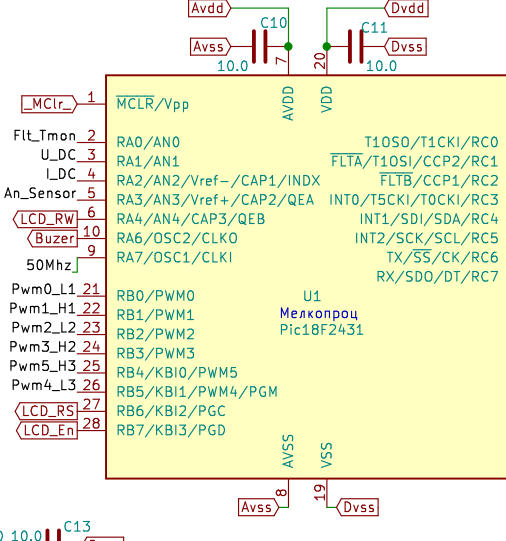 Avdd
Dvdd
C10
C11
Avss
Dvss
10.0
7
20
10.0
AVDD
VDD
_MClr_ 1 MCLR/Vpp
Flt_Tmon 2 RA0/AN0 T1OSO/T1CKI/RC0
U_DC 3 RA1/AN1 FLTA/T1OSI/CCP2/RC1
I_DC 4 RA2/AN2/Vref-/CAP1/INDX FLTB/CCP1/RC2
An_Sensor 5 RA3/AN3/Vref+/CAP2/QEA INT0/T5CKI/T0CKI/RC3
LCD_RW 6 RA4/AN4/CAP3/QEB INT1/SDI/SDA/RC4
Buzer 10 RA6/OSC2/CLKO INT2/SCK/SCL/RC5
50Mhz 9 RA7/OSC1/CLKI TX/SS/CK/RC6
RX/SDO/DT/RC7
Pwm0_L1 21 RB0/PWM0 U1
Pwm1_H1 22 RB1/PWM1 Мелкопроц
Pwm2_L2 23 RB2/PWM2 Pic18F2431
Pwm3_H2 24 RB3/PWM3
Pwm5_H3 25 RB4/KBI0/PWM5
Pwm4_L3 26 RB5/KBI1/PWM4/PGM
LCD_RS 27 RB6/KBI2/PGC
LCD_En 28 RB7/KBI3/PGD
AVSS
VSS
8
19
Avss
Dvss
C13
10.0